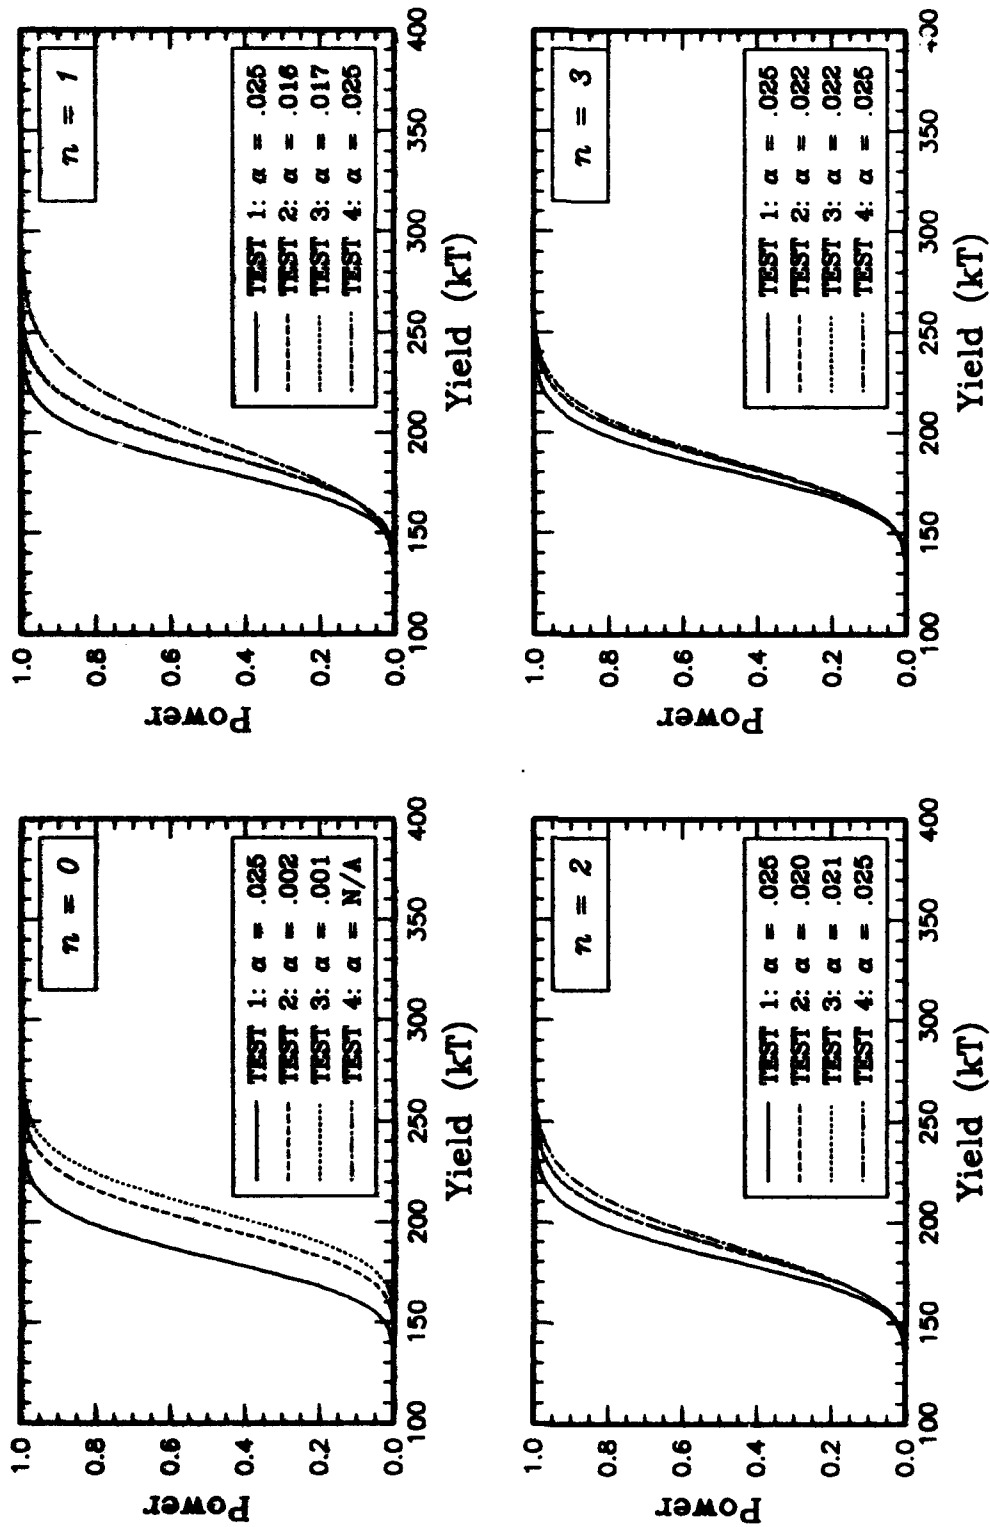 n = 0
TEST 1: α = .025
TEST 2: α = .002
TEST 3: α = .001
TEST 4: α = N/A
Power
1.0
0.8
0.6
0.4
0.2
0.0
100
150
200
250
300
350
400
Yield (kT)
n = 1
TEST 1: α = .025
TEST 2: α = .016
TEST 3: α = .017
TEST 4: α = .025
Power
1.0
0.8
0.6
0.4
0.2
0.0
100
150
200
250
300
350
400
Yield (kT)
n = 2
TEST 1: α = .025
TEST 2: α = .020
TEST 3: α = .021
TEST 4: α = .025
Power
1.0
0.8
0.6
0.4
0.2
0.0
100
150
200
250
300
350
400
Yield (kT)
n = 3
TEST 1: α = .025
TEST 2: α = .022
TEST 3: α = .022
TEST 4: α = .025
Power
1.0
0.8
0.6
0.4
0.2
0.0
100
150
200
250
300
350
400
Yield (kT)